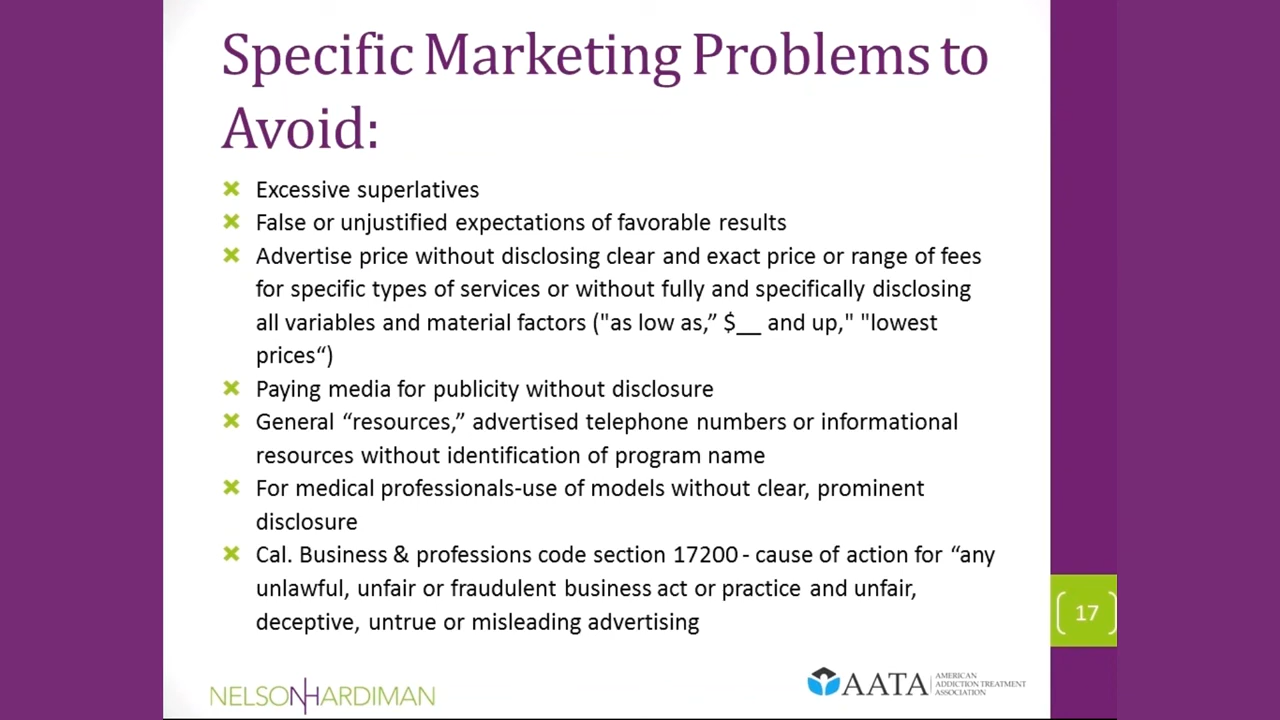 Specific Marketing Problems to
Avoid:
Excessive superlatives
False or unjustified expectations of favorable results
Advertise price without disclosing clear and exact price or range of fees
for specific types of services or without fully and specifically disclosing
all variables and material factors ("as low as,” $__ and up," "lowest
prices“)
Paying media for publicity without disclosure
General “resources,” advertised telephone numbers or informational
resources without identification of program name
For medical professionals-use of models without clear, prominent
disclosure
Cal. Business & professions code section 17200 - cause of action for “any
unlawful, unfair or fraudulent business act or practice and unfair,
deceptive, untrue or misleading advertising
17
NELSONHARDIMAN
AATA
AMERICAN
ADDICTION TREATMENT
ASSOCIATION